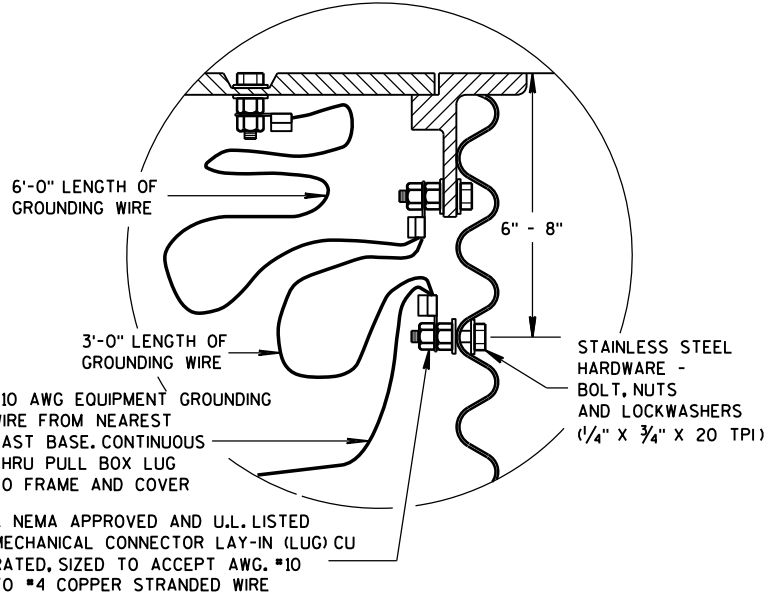 6'-0" LENGTH OF
GROUNDING WIRE
6" - 8"
3'-0" LENGTH OF
GROUNDING WIRE
STAINLESS STEEL
HARDWARE -
BOLT, NUTS
AND LOCKWASHERS
(1/4" X 3/4" X 20 TPI)
10 AWG EQUIPMENT GROUNDING
WIRE FROM NEAREST
AST BASE. CONTINUOUS
HRU PULL BOX LUG
O FRAME AND COVER
NEMA APPROVED AND U.L. LISTED
MECHANICAL CONNECTOR LAY-IN (LUG) CU
RATED, SIZED TO ACCEPT AWG. #10
TO #4 COPPER STRANDED WIRE